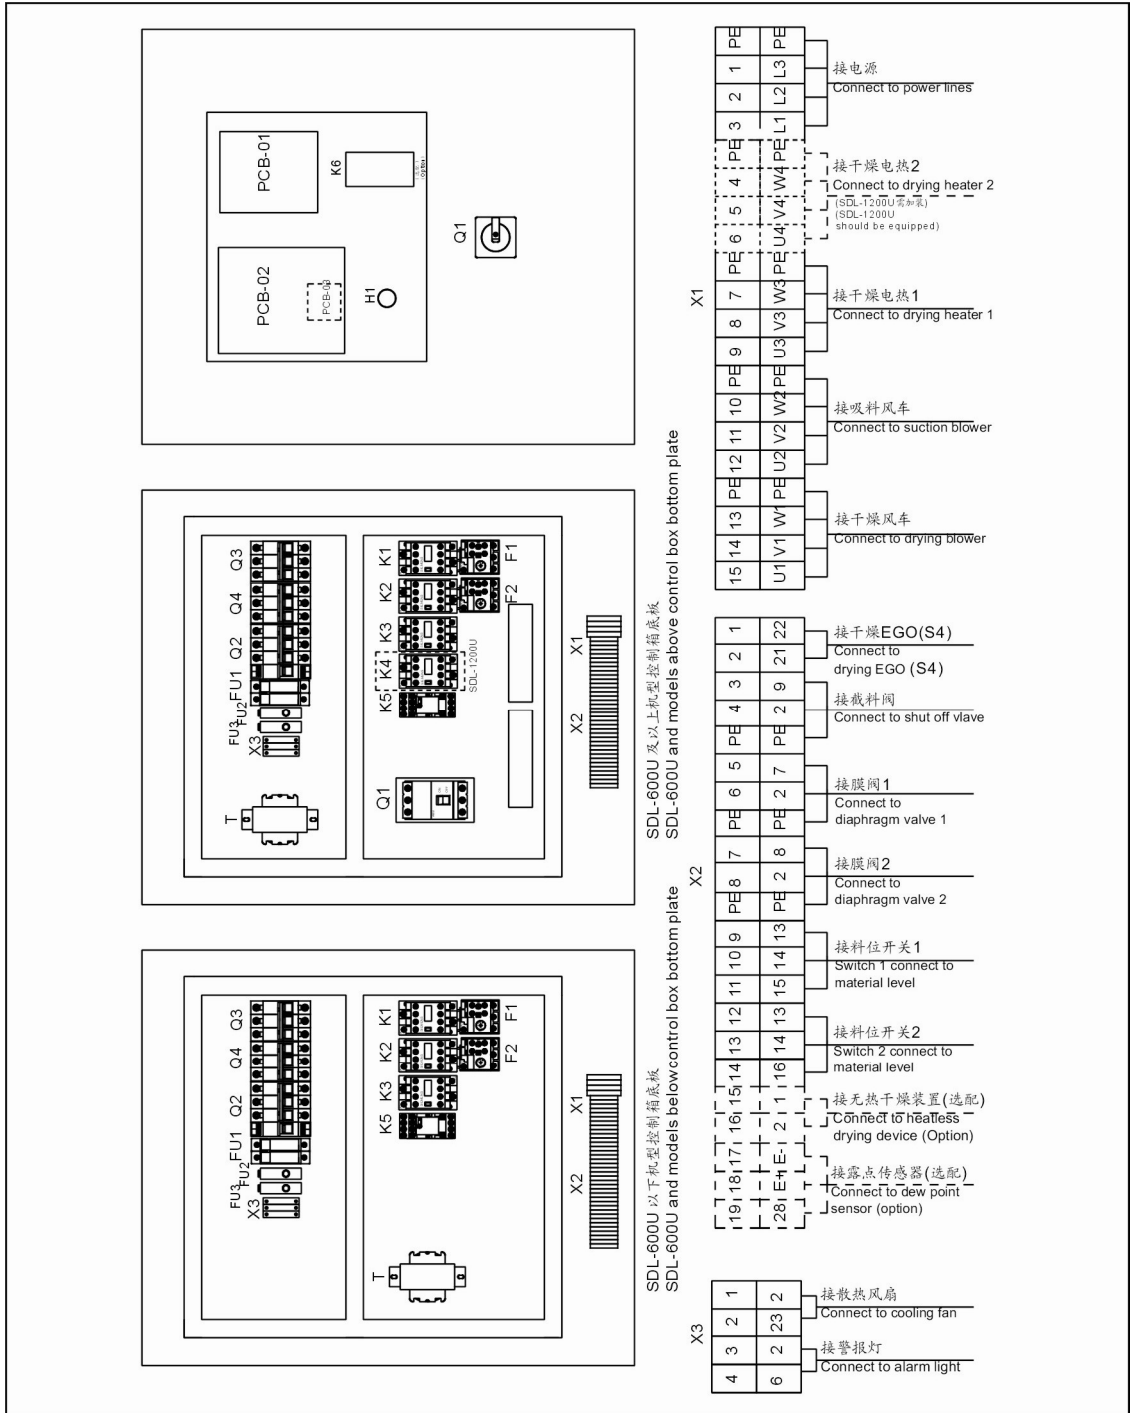 PCB-01
K6
PCB-02
PCB-03
H1
Q1
Q3
Q4
Q2
FU1
FU2
FU3
X3
T
K1
F1
K2
F2
K3
K4
SDL-1200U
K5
Q1
X1
X2
SDL-600U 及以上机型控制箱底板
SDL-600U and models above control box bottom plate
Q3
Q4
Q2
FU1
FU2
FU3
X3
K1
F1
K2
F2
K3
K5
T
X1
X2
SDL-600U 以下机型控制箱底板
SDL-600U and models below control box bottom plate
X1
PE PE
1 L3
2 L2
3 L1
接电源
Connect to power lines
PE PE
4 W4
5 V4
6 U4
接干燥电热2
Connect to drying heater 2
(SDL-1200U需加装)
(SDL-1200U
should be equipped)
PE PE
7 W3
8 V3
9 U3
接干燥电热1
Connect to drying heater 1
PE PE
10 W2
11 V2
12 U2
接吸料风车
Connect to suction blower
PE PE
13 W1
14 V1
15 U1
接干燥风车
Connect to drying blower
X2
1 22
2 21
接干燥EGO(S4)
Connect to
drying EGO (S4)
3 9
4 2
PE PE
接截料阀
Connect to shut off vlave
5 7
6 2
PE PE
接膜阀1
Connect to
diaphragm valve 1
7 8
8 2
PE PE
接膜阀2
Connect to
diaphragm valve 2
9 13
10 14
11 15
接料位开关1
Switch 1 connect to
material level
12 13
13 14
14 16
接料位开关2
Switch 2 connect to
material level
15 1
16 2
接无热干燥装置(选配)
Connect to heatless
drying device (Option)
17 E-
18 E+
19 28
接露点传感器(选配)
Connect to dew point
sensor (option)
X3
1 2
2 23
接散热风扇
Connect to cooling fan
3 2
4 6
接警报灯
Connect to alarm light